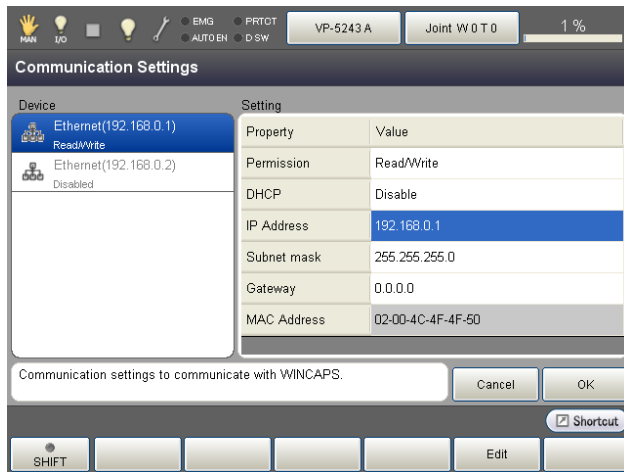 EMG PRTCT
MAN I/O AUTO EN D SW VP-5243 A Joint W 0 T 0 1 %
Communication Settings
Device Setting
Ethernet(192.168.0.1)
Read/Write
Ethernet(192.168.0.2)
Disabled
Property Value
Permission Read/Write
DHCP Disable
IP Address 192.168.0.1
Subnet mask 255.255.255.0
Gateway 0.0.0.0
MAC Address 02-00-4C-4F-4F-50
Communication settings to communicate with WINCAPS.
Cancel OK
Shortcut
SHIFT Edit